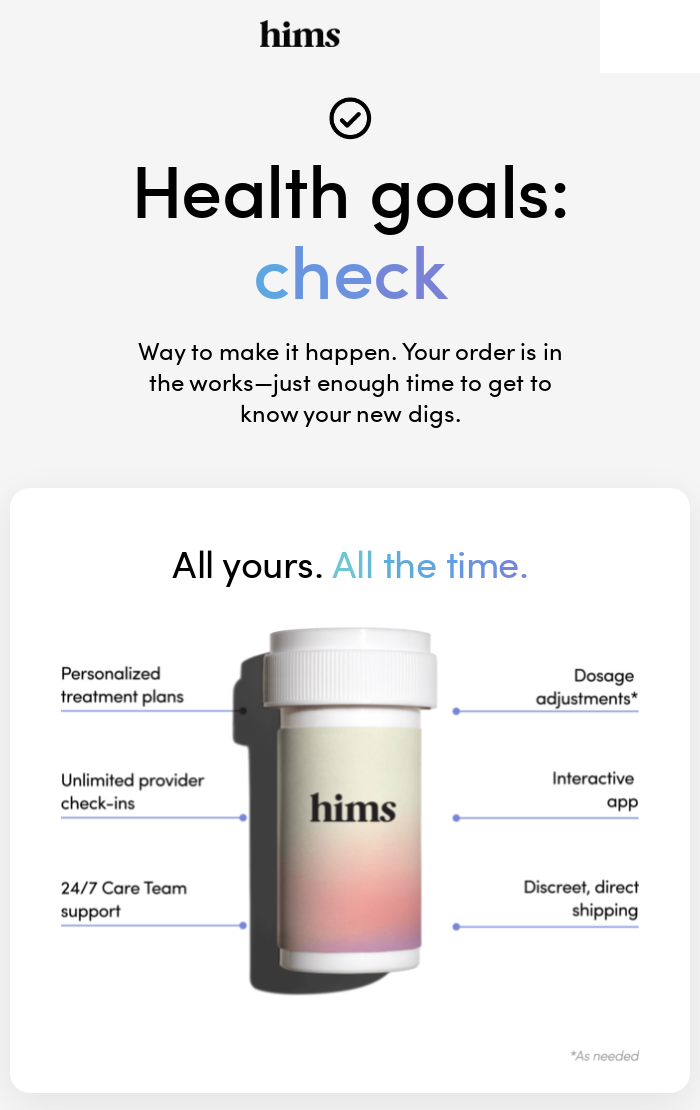 hims
Health goals:
check
Way to make it happen. Your order is in
the works—just enough time to get to
know your new digs.
All yours. All the time.
Personalized
treatment plans
Dosage
adjustments*
Unlimited provider
check-ins
Interactive
app
hims
24/7 Care Team
support
Discreet, direct
shipping
*As needed